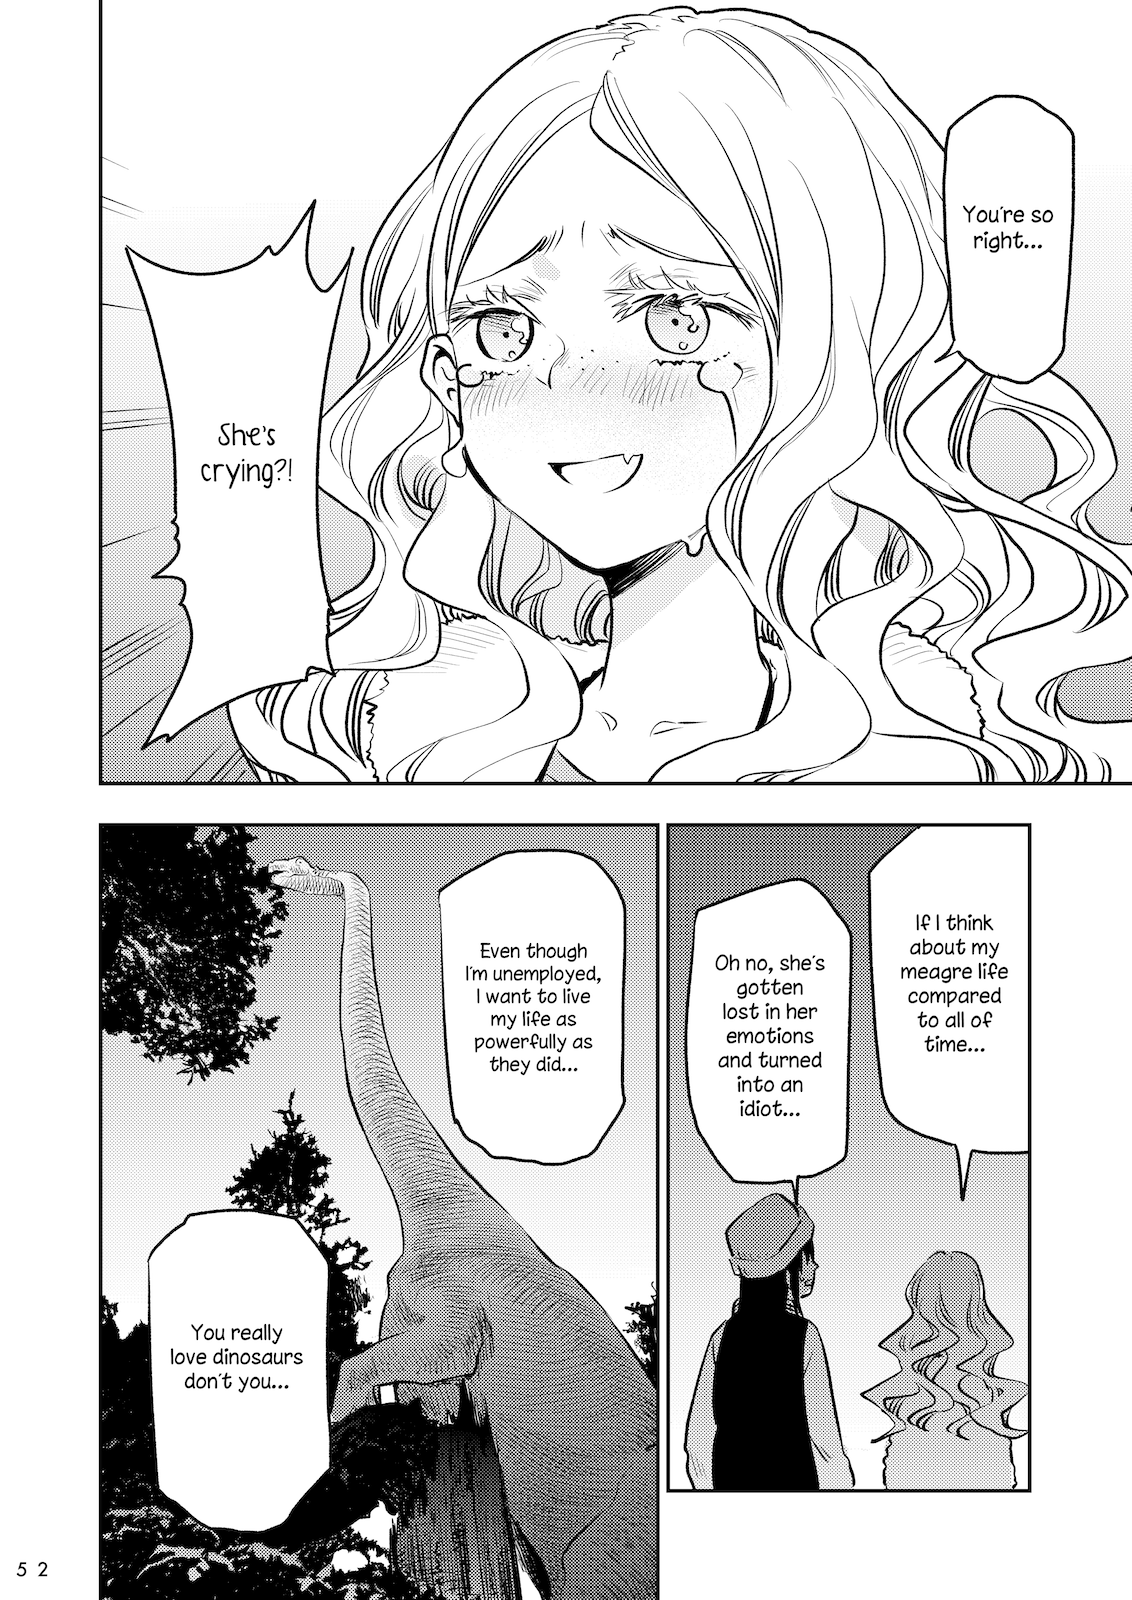 You're so
right...
She's
crying?!
If I think
about my
meagre life
compared
to all of
time...
Oh no, she's
gotten
lost in her
emotions
and turned
into an
idiot...
Even though
I'm unemployed,
I want to live
my life as
powerfully as
they did...
You really
love dinosaurs
don't you...
52